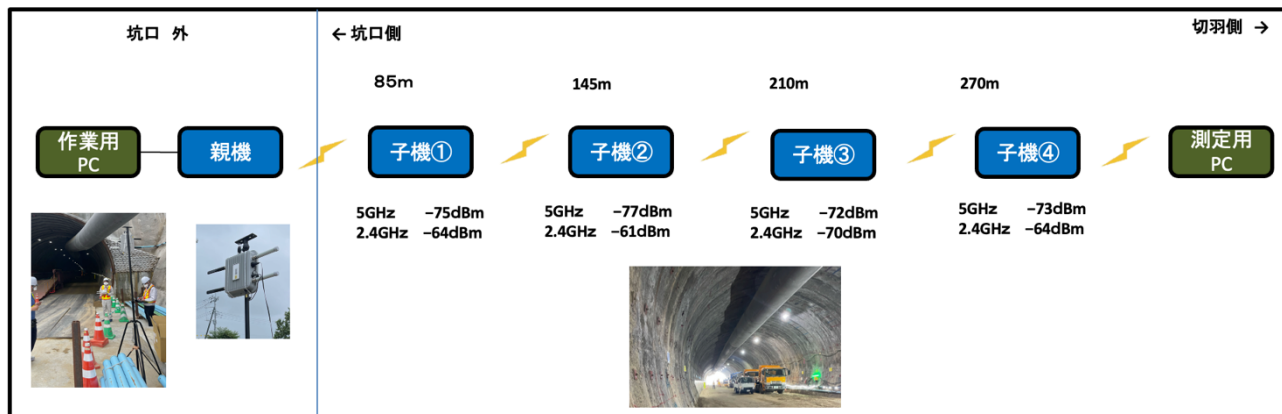 坑口 外
← 坑口側
切羽側 →
85m
145m
210m
270m
作業用
PC
親機
子機①
子機②
子機③
子機④
測定用
PC
5GHz −75dBm
2.4GHz −64dBm
5GHz −77dBm
2.4GHz −61dBm
5GHz −72dBm
2.4GHz −70dBm
5GHz −73dBm
2.4GHz −64dBm